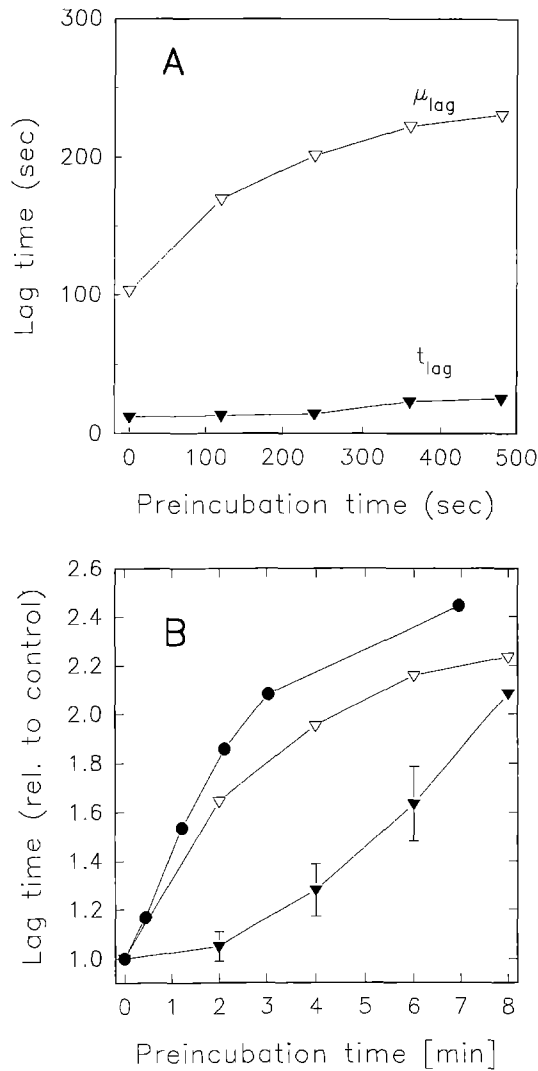 A
300
200
100
0
Lag time (sec)
μlag
tlag
0 100 200 300 400 500
Preincubation time (sec)
B
2.6
2.4
2.2
2.0
1.8
1.6
1.4
1.2
1.0
Lag time (rel. to control)
0 1 2 3 4 5 6 7 8
Preincubation time [min]